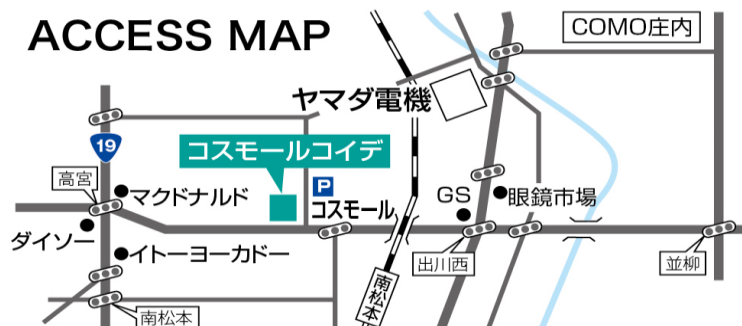 ACCESS MAP
COMO庄内
ヤマダ電機
19
コスモールコイデ
高宮
マクドナルド
P
コスモール
GS
眼鏡市場
ダイソー
イトーヨーカドー
出川西
並柳
南松本
南松本